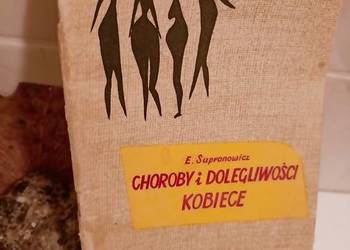 E. Supronowicz
CHOROBY i DOLEGLIWOŚCI
KOBIECE